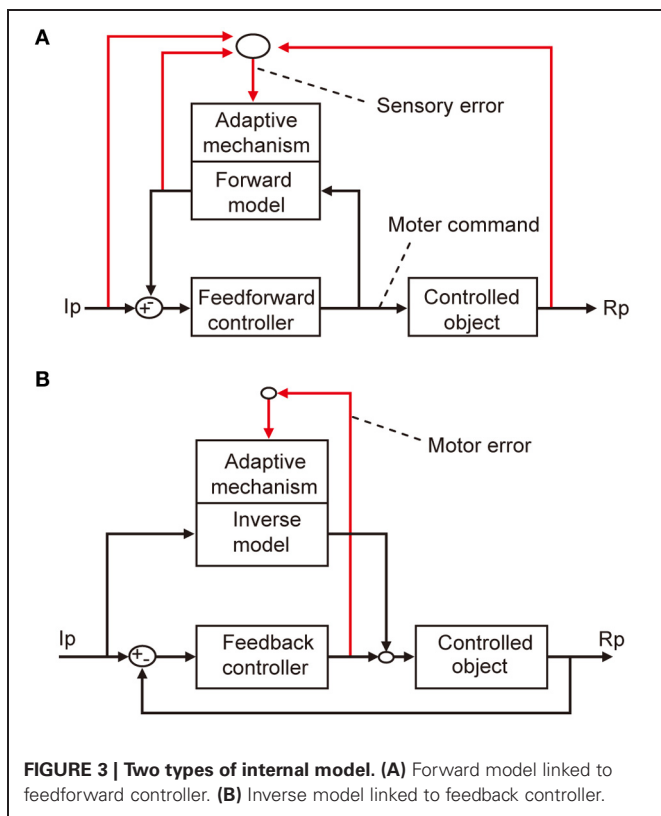 A
Sensory error
Adaptive
mechanism
Forward
model
Moter command
Ip
+-
Feedforward
controller
Controlled
object
Rp
B
Motor error
Adaptive
mechanism
Inverse
model
Ip
+-
Feedback
controller
Controlled
object
Rp
FIGURE 3 | Two types of internal model. (A) Forward model linked to
feedforward controller. (B) Inverse model linked to feedback controller.